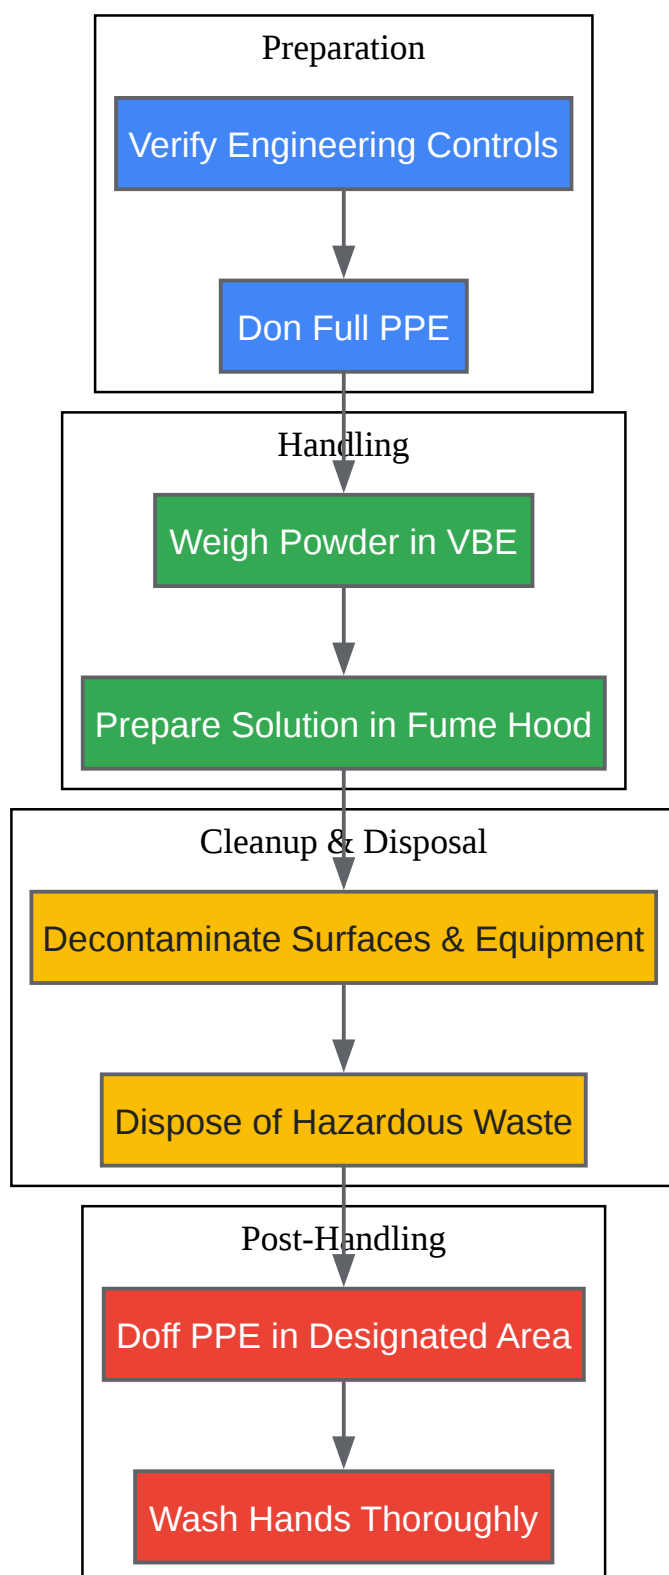 Preparation
Verify Engineering Controls
Don Full PPE
Handling
Weigh Powder in VBE
Prepare Solution in Fume Hood
Cleanup & Disposal
Decontaminate Surfaces & Equipment
Dispose of Hazardous Waste
Post-Handling
Doff PPE in Designated Area
Wash Hands Thoroughly